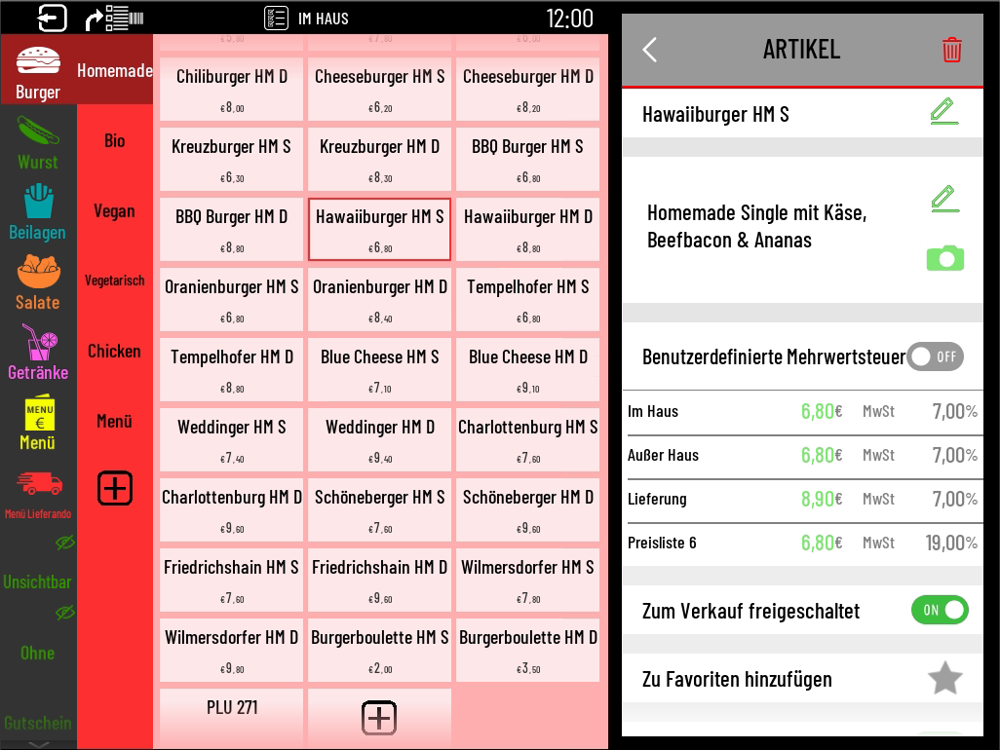 IM HAUS
12:00
Burger
Wurst
Beilagen
Salate
Getränke
MENU
€
Menü
Menü Lieferando
Unsichtbar
Ohne
Gutschein
Homemade
Bio
Vegan
Vegetarisch
Chicken
Menü
Chiliburger HM D
€8,00
Cheeseburger HM S
€6,20
Cheeseburger HM D
€8,20
Kreuzburger HM S
€6,30
Kreuzburger HM D
€8,30
BBQ Burger HM S
€6,80
BBQ Burger HM D
€8,80
Hawaiiburger HM S
€6,80
Hawaiiburger HM D
€8,80
Oranienburger HM S
€6,80
Oranienburger HM D
€8,40
Tempelhofer HM S
€6,80
Tempelhofer HM D
€8,80
Blue Cheese HM S
€7,10
Blue Cheese HM D
€9,10
Weddinger HM S
€7,40
Weddinger HM D
€9,40
Charlottenburg HM S
€7,60
Charlottenburg HM D
€9,60
Schöneberger HM S
€7,60
Schöneberger HM D
€9,60
Friedrichshain HM S
€7,60
Friedrichshain HM D
€9,60
Wilmersdorfer HM S
€7,80
Wilmersdorfer HM D
€9,80
Burgerboulette HM S
€2,00
Burgerboulette HM D
€3,50
PLU 271
ARTIKEL
Hawaiiburger HM S
Homemade Single mit Käse,
Beefbacon & Ananas
Benutzerdefinierte Mehrwertsteuer OFF
Im Haus 6,80€ MwSt 7,00%
Außer Haus 6,80€ MwSt 7,00%
Lieferung 8,90€ MwSt 7,00%
Preisliste 6 6,80€ MwSt 19,00%
Zum Verkauf freigeschaltet ON
Zu Favoriten hinzufügen